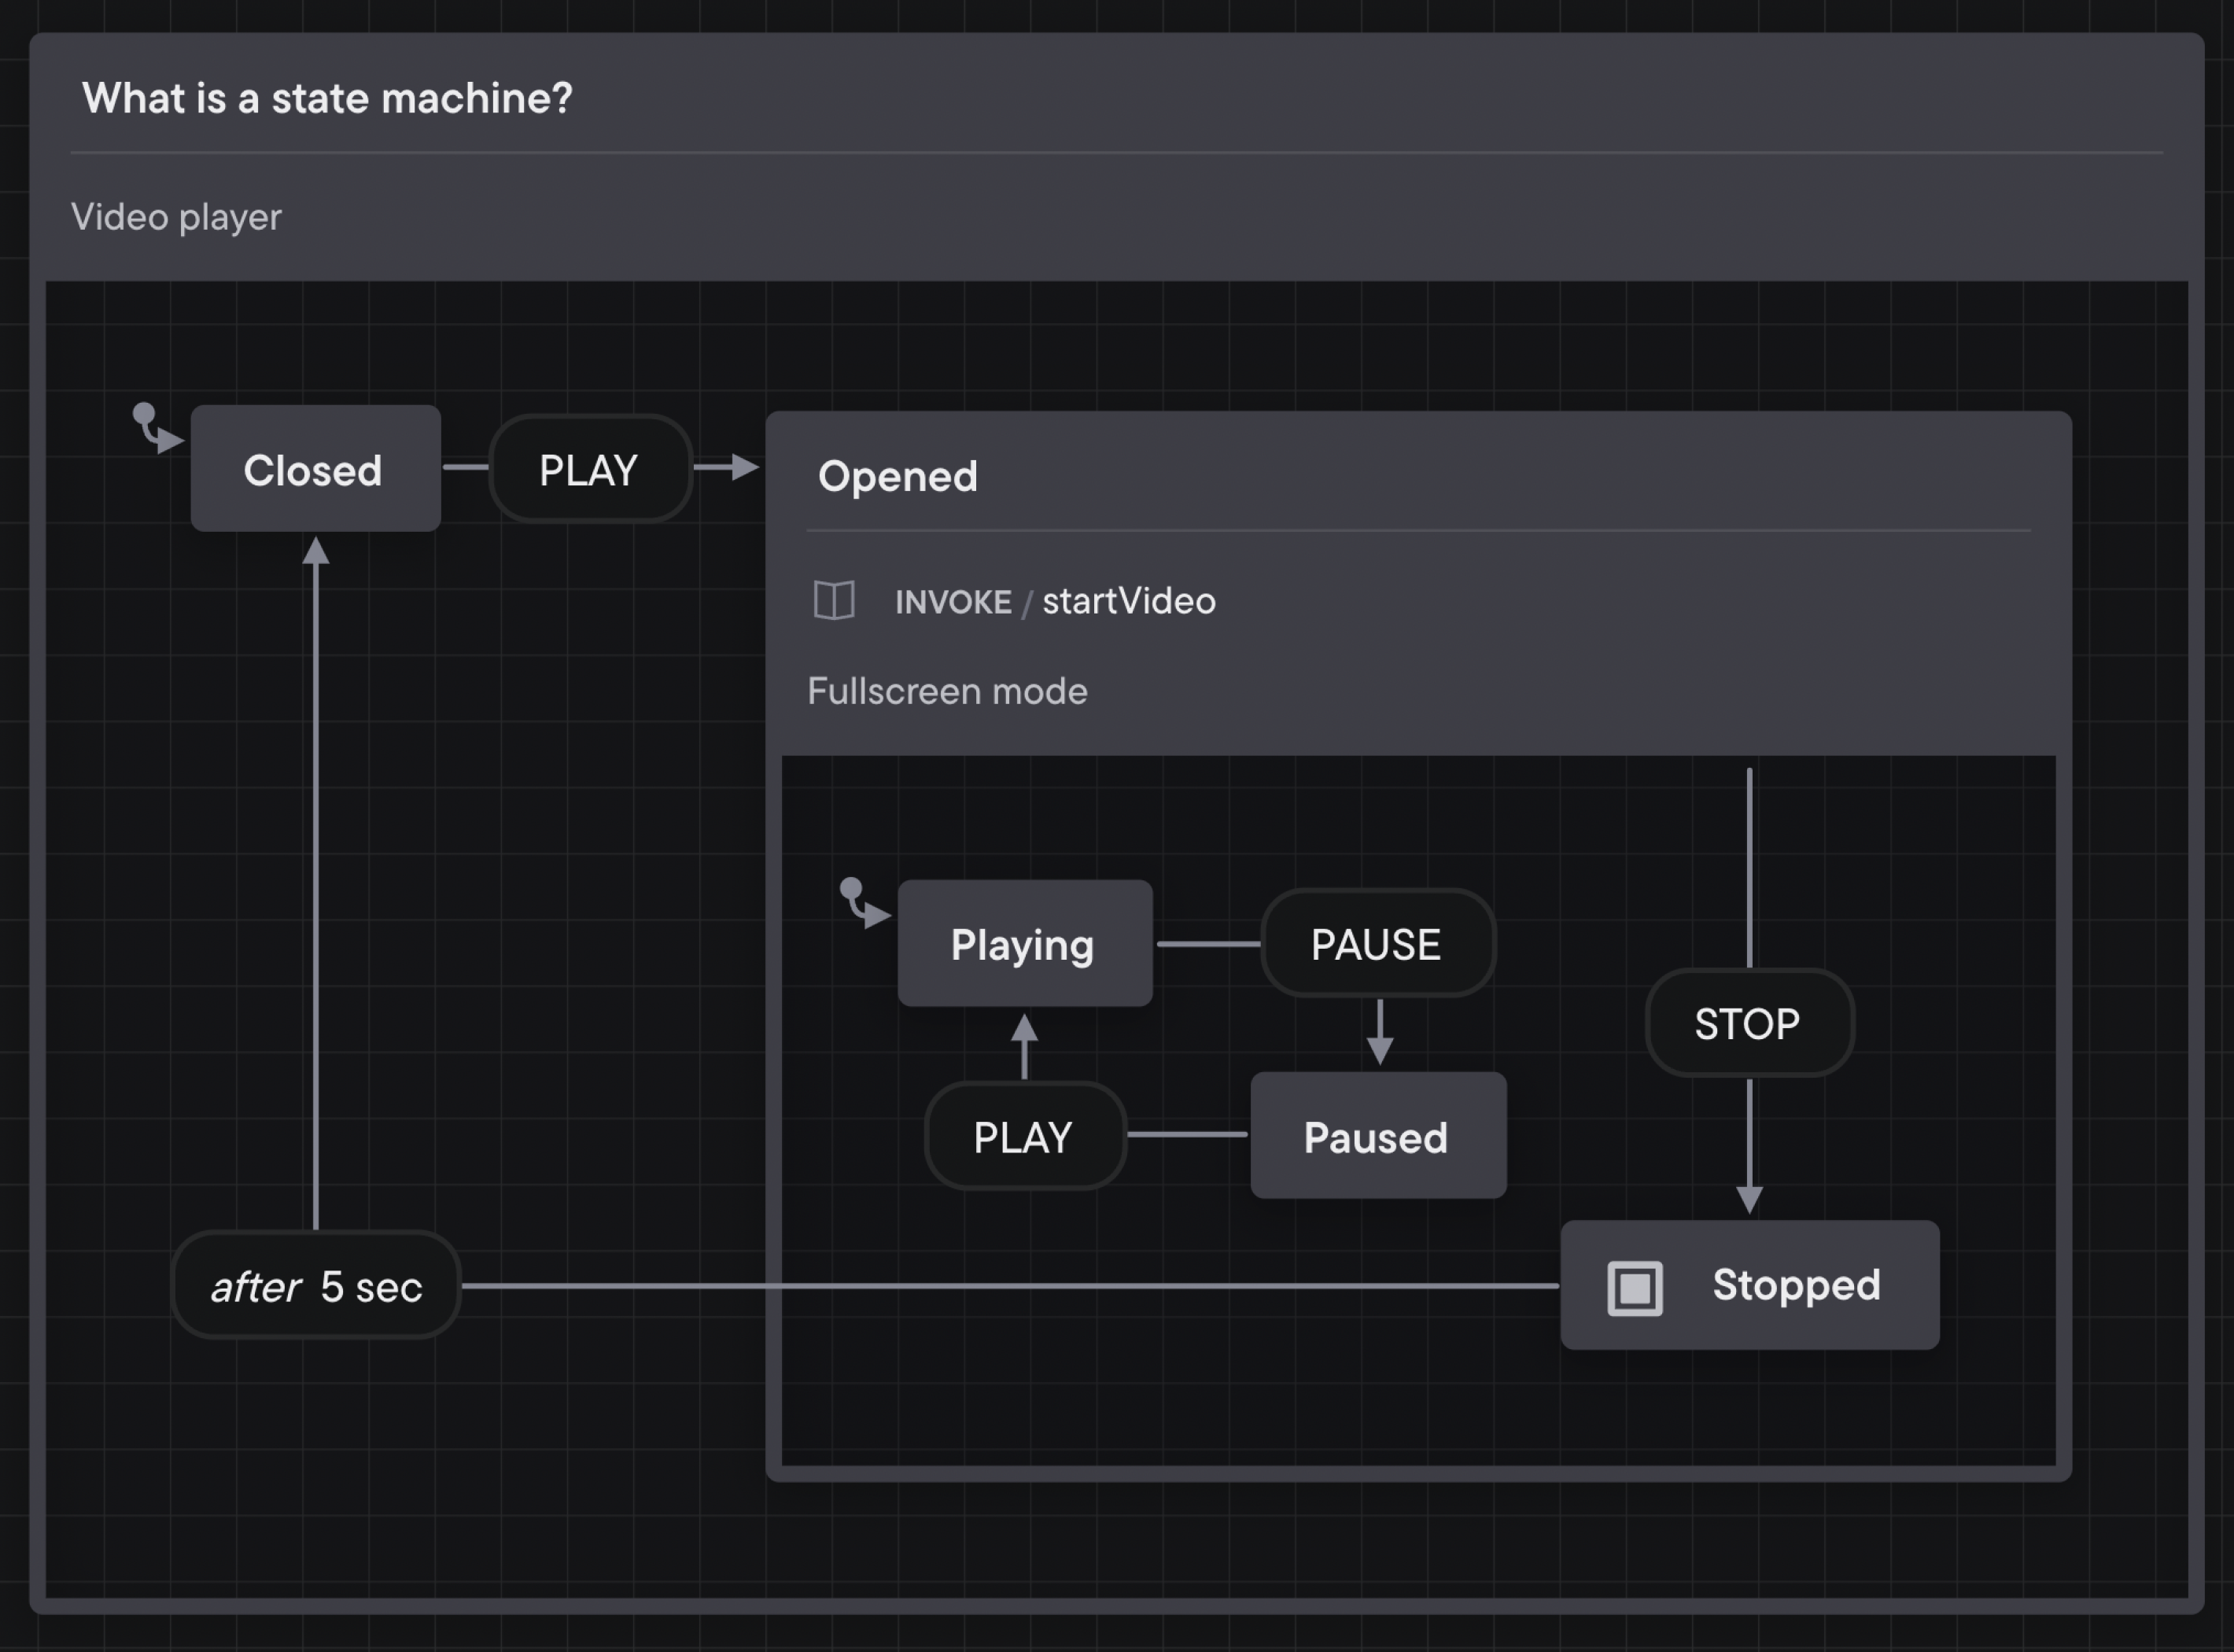 What is a state machine?
Video player
Closed
PLAY
Opened
INVOKE / startVideo
Fullscreen mode
Playing
PAUSE
STOP
PLAY
Paused
after 5 sec
Stopped